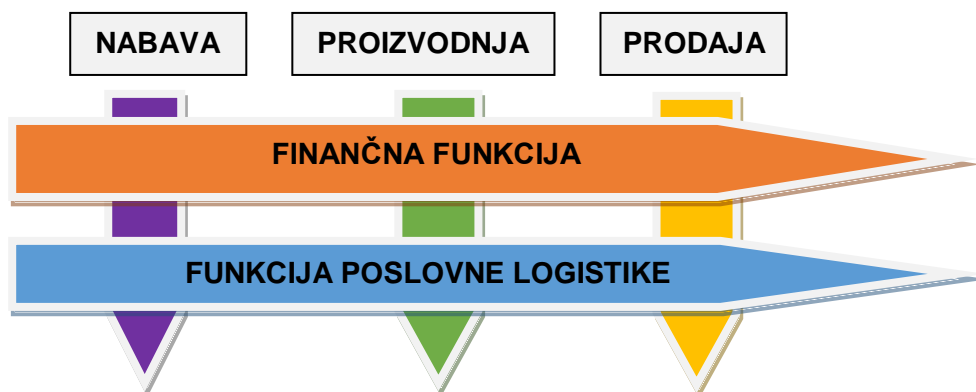 NABAVA
PROIZVODNJA
PRODAJA
FINANČNA FUNKCIJA
FUNKCIJA POSLOVNE LOGISTIKE